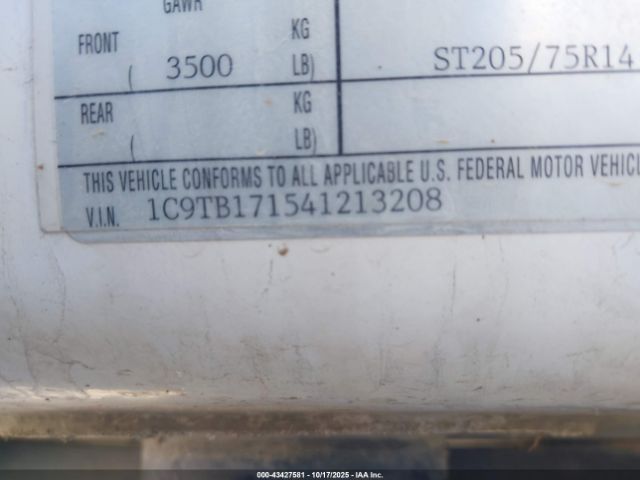 GAWR
FRONT KG
( 3500 LB) ST205/75R14
REAR KG
( LB)
THIS VEHICLE CONFORMS TO ALL APPLICABLE U.S. FEDERAL MOTOR VEHICL
V.I.N. 1C9TB171541213208
000-43427581 - 10/17/2025 - IAA Inc.